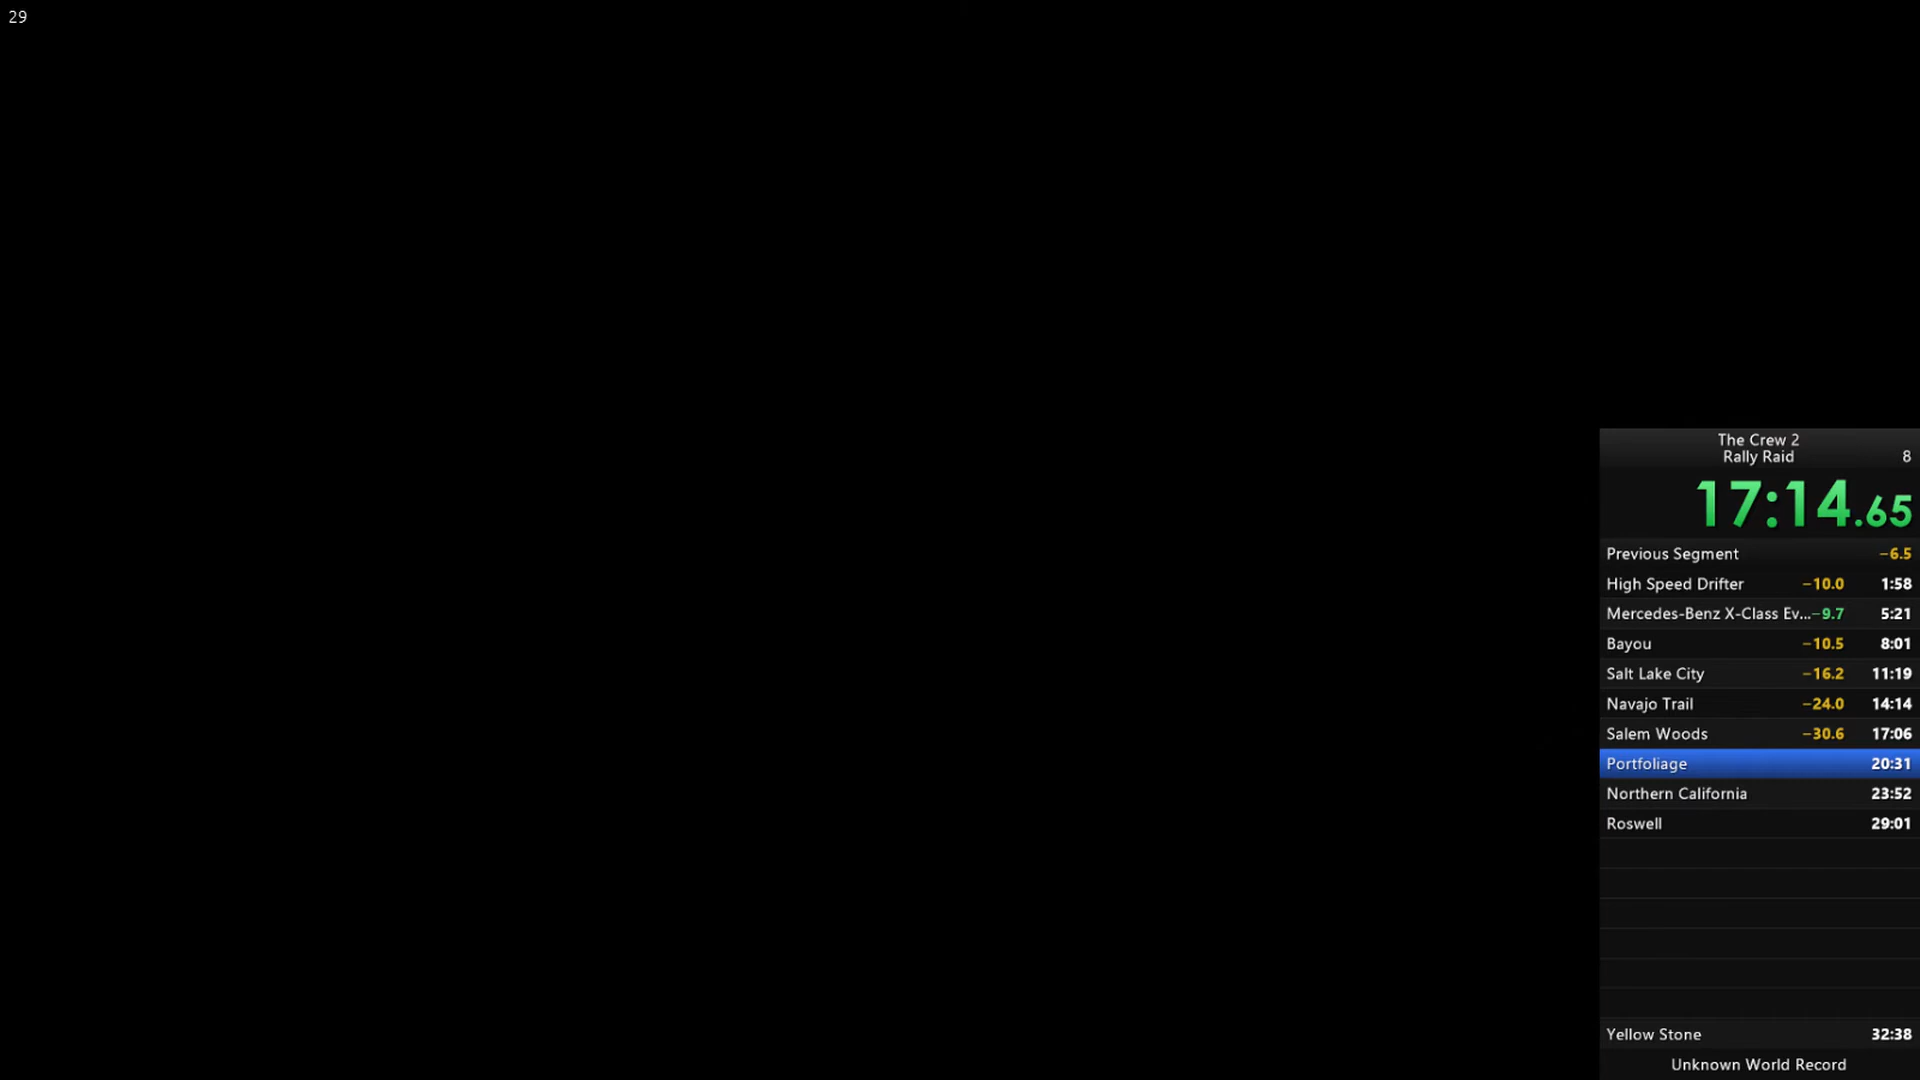 29
The Crew 2
Rally Raid 8
17:14.65
Previous Segment −6.5
High Speed Drifter −10.0 1:58
Mercedes-Benz X-Class Ev... −9.7 5:21
Bayou −10.5 8:01
Salt Lake City −16.2 11:19
Navajo Trail −24.0 14:14
Salem Woods −30.6 17:06
Portfoliage 20:31
Northern California 23:52
Roswell 29:01
Yellow Stone 32:38
Unknown World Record